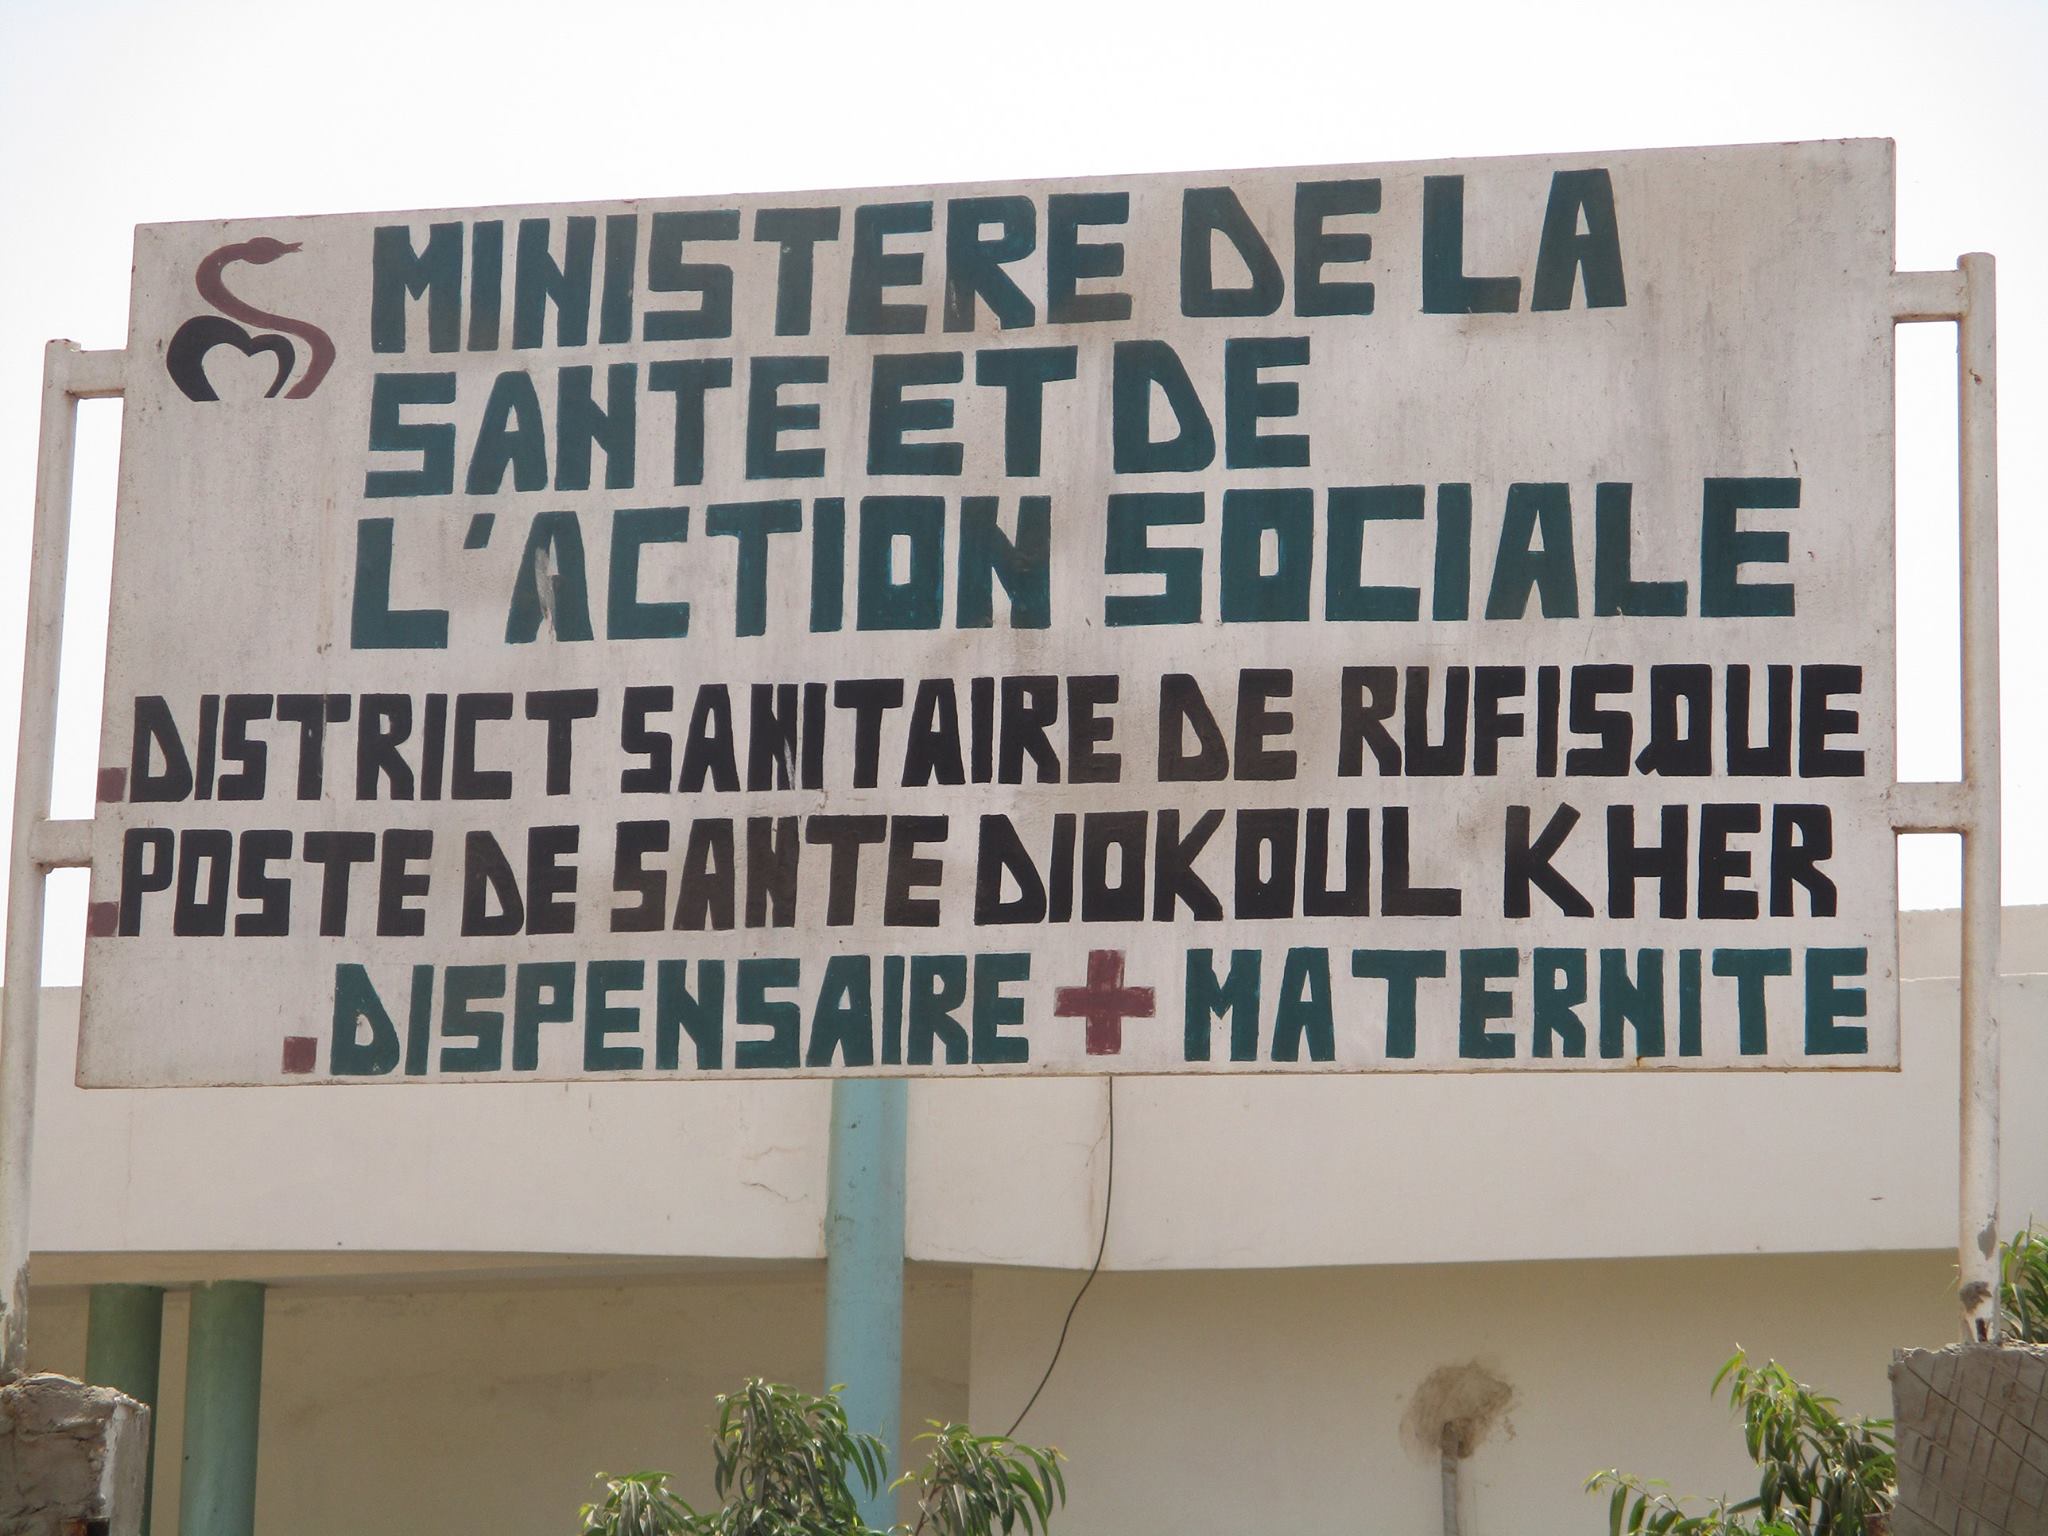 MINISTERE DE LA
SANTE ET DE
L'ACTION SOCIALE
DISTRICT SANITAIRE DE RUFISQUE
POSTE DE SANTE DIOKOUL KHER
DISPENSAIRE + MATERNITE